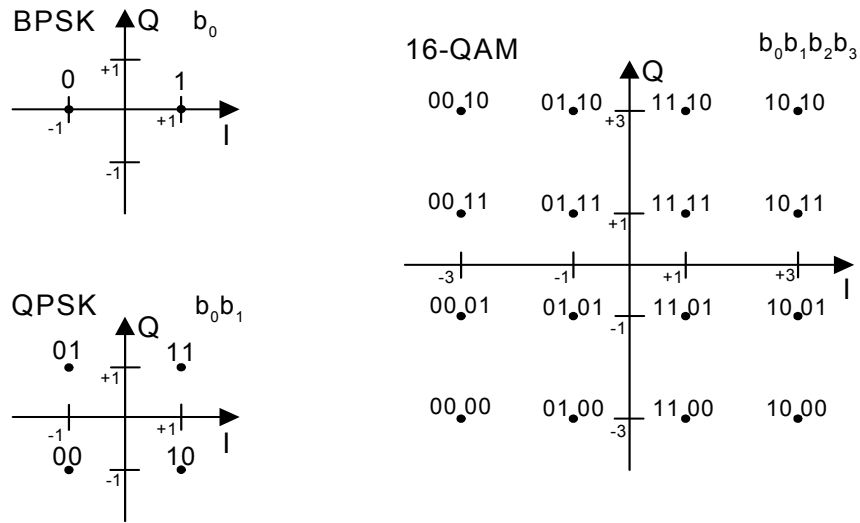 BPSK Q b₀
+1
0 1
-1 +1 I
-1
QPSK Q b₀b₁
01 11
+1
-1 +1 I
00 10
-1
16-QAM Q b₀b₁b₂b₃
00 10 01 10 11 10 10 10
+3
00 11 01 11 11 11 10 11
+1
-3 -1 +1 +3 I
00 01 01 01 11 01 10 01
-1
00 00 01 00 11 00 10 00
-3